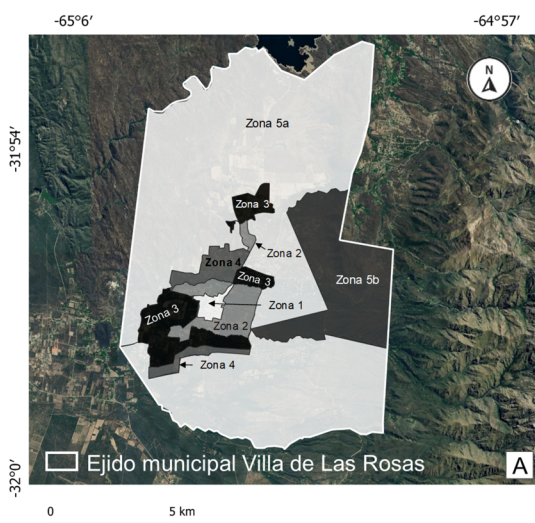 -65°6′
-64°57′
N
-31°54′
Zona 5a
Zona 3
Zona 2
Zona 4
Zona 3
Zona 5b
Zona 1
Zona 3
Zona 2
Zona 4
-32°0′
Ejido municipal Villa de Las Rosas
A
0
5 km